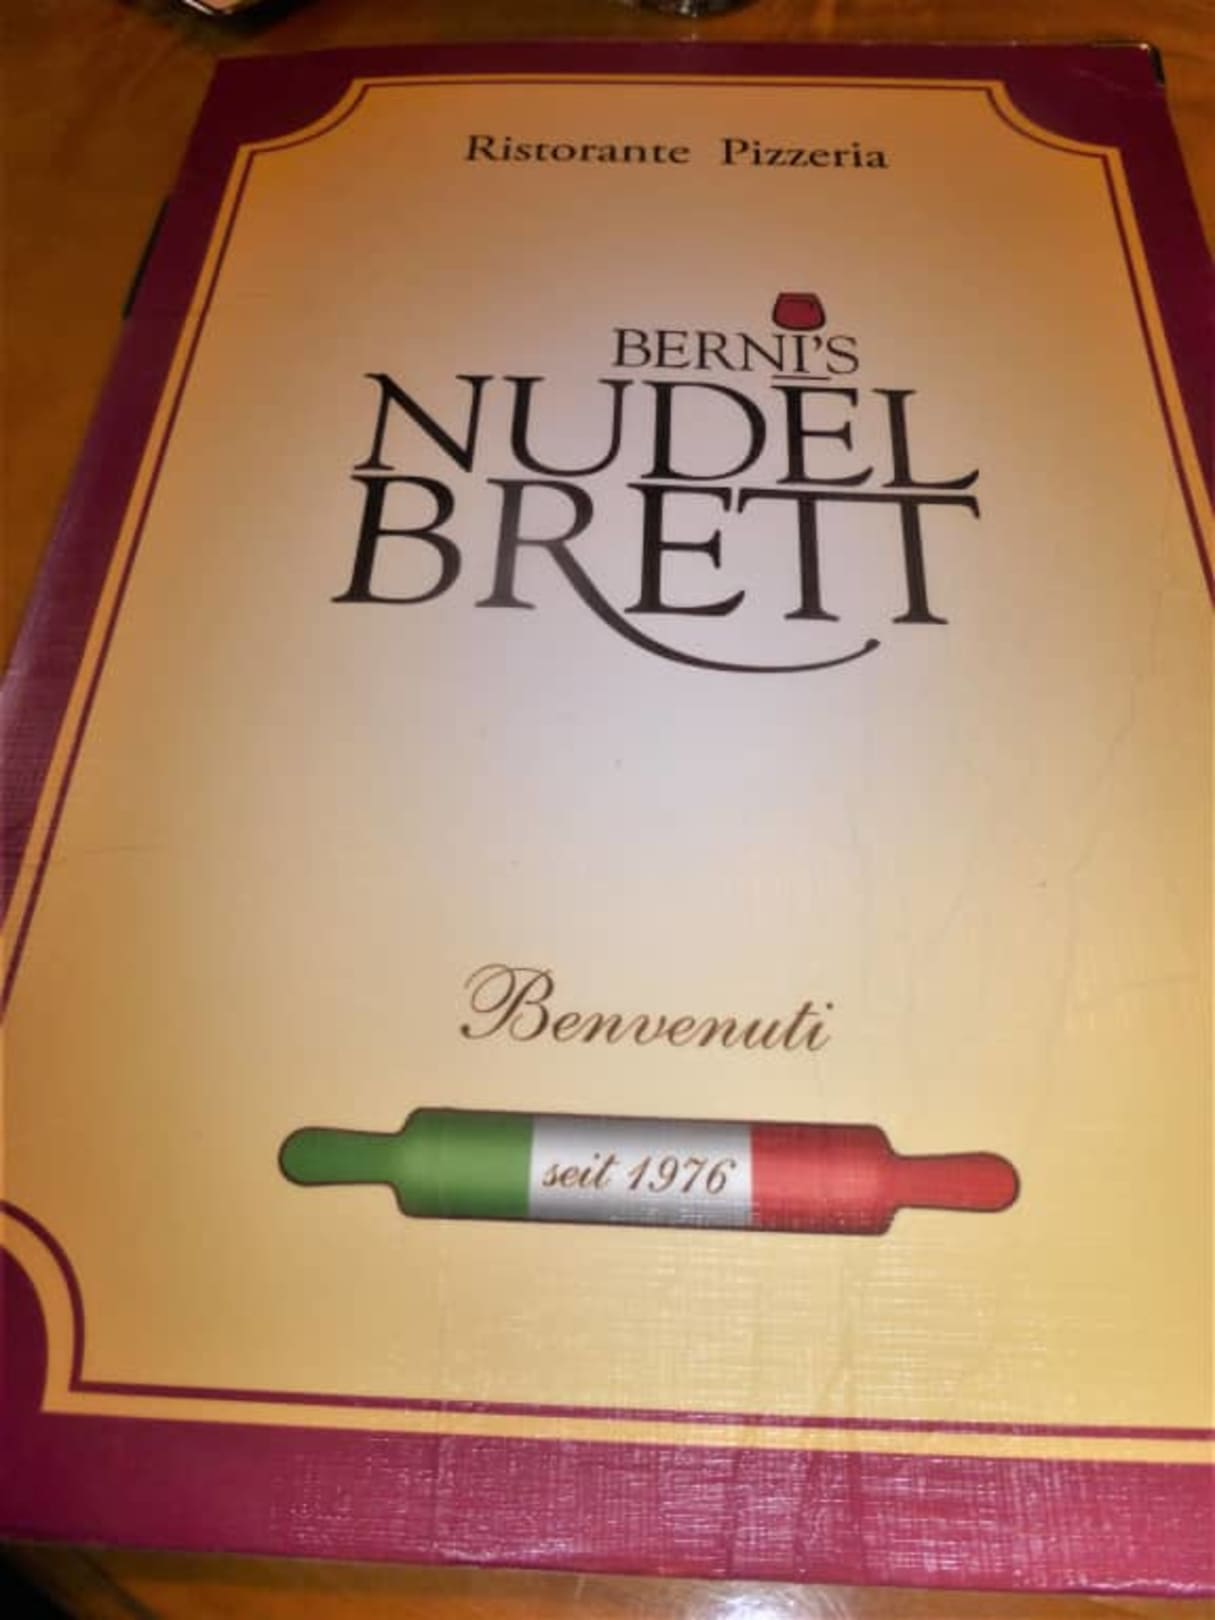 Ristorante Pizzeria
BERNI'S
NUDEL
BRETT
Benvenuti
seit 1976